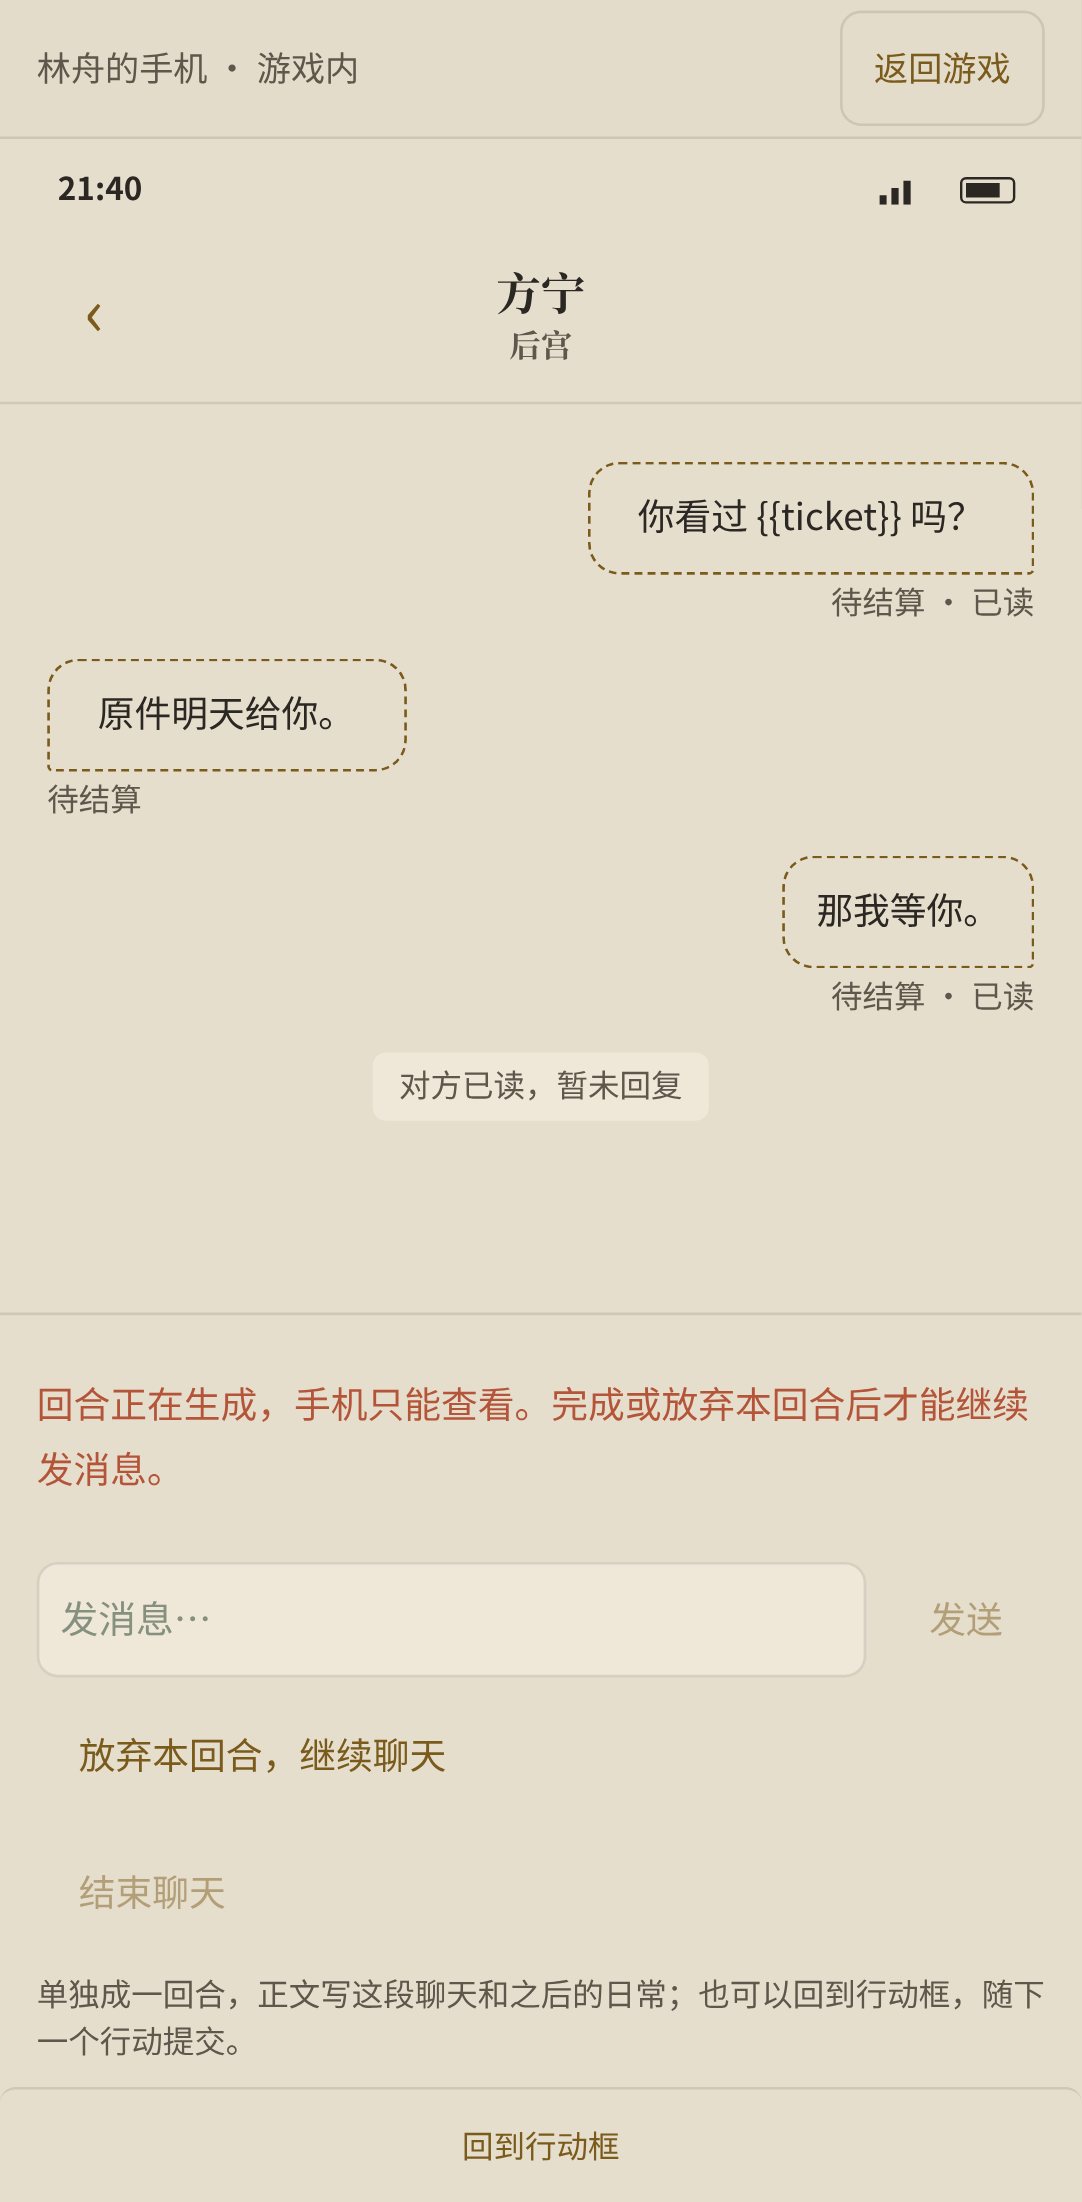 林舟的手机 · 游戏内
返回游戏
21:40
‹
方宁
后宫
你看过 {{ticket}} 吗？
待结算 · 已读
原件明天给你。
待结算
那我等你。
待结算 · 已读
对方已读，暂未回复
回合正在生成，手机只能查看。完成或放弃本回合后才能继续
发消息。
发消息…
发送
放弃本回合，继续聊天
结束聊天
单独成一回合，正文写这段聊天和之后的日常；也可以回到行动框，随下
一个行动提交。
回到行动框